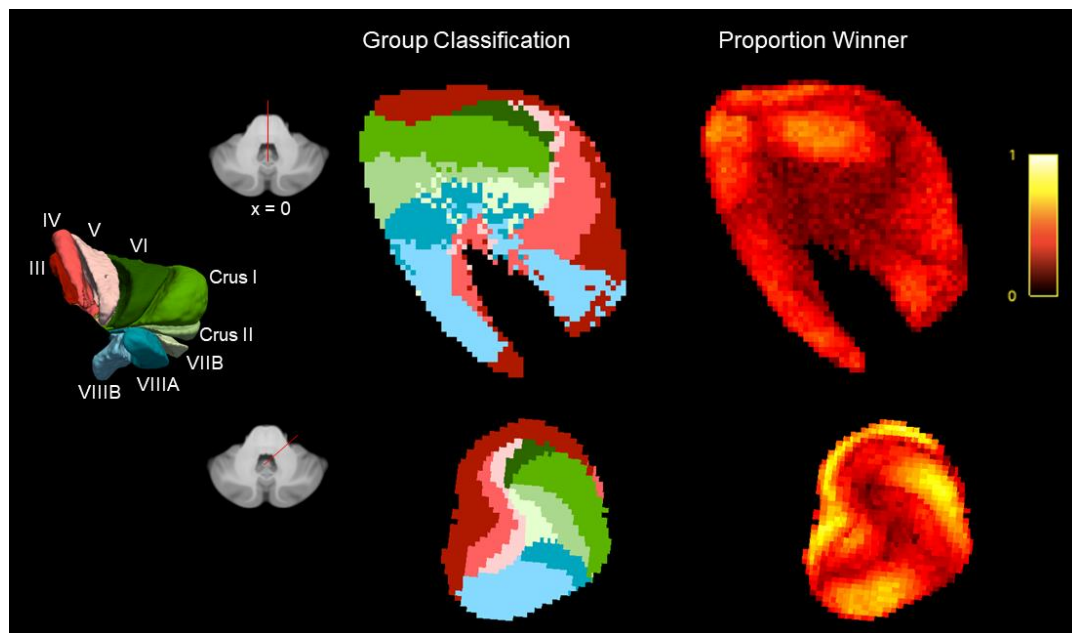 Group Classification
Proportion Winner
x = 0
1
0
IV
V
VI
III
Crus I
Crus II
VIIB
VIIIA
VIIIB